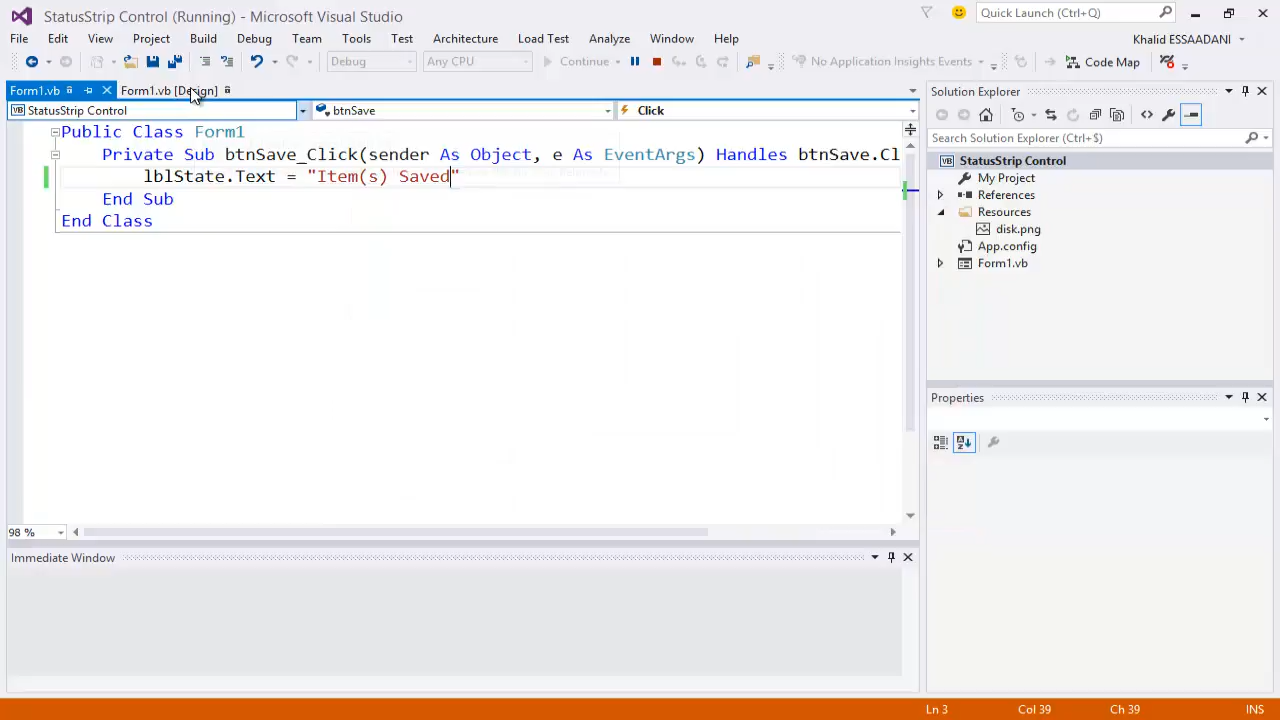 StatusStrip Control (Running) - Microsoft Visual Studio
Quick Launch (Ctrl+Q)
File Edit View Project Build Debug Team Tools Test Architecture Load Test Analyze Window Help
Khalid ESSAADANI
Debug Any CPU Continue No Application Insights Events Code Map
Form1.vb Form1.vb [Design]
StatusStrip Control btnSave Click
Public Class Form1
Private Sub btnSave_Click(sender As Object, e As EventArgs) Handles btnSave.Cl
lblState.Text = "Item(s) Saved"
End Sub
End Class
98 %
Immediate Window
Solution Explorer
Search Solution Explorer (Ctrl+$)
StatusStrip Control
My Project
References
Resources
disk.png
App.config
Form1.vb
Properties
Ln 3 Col 39 Ch 39 INS